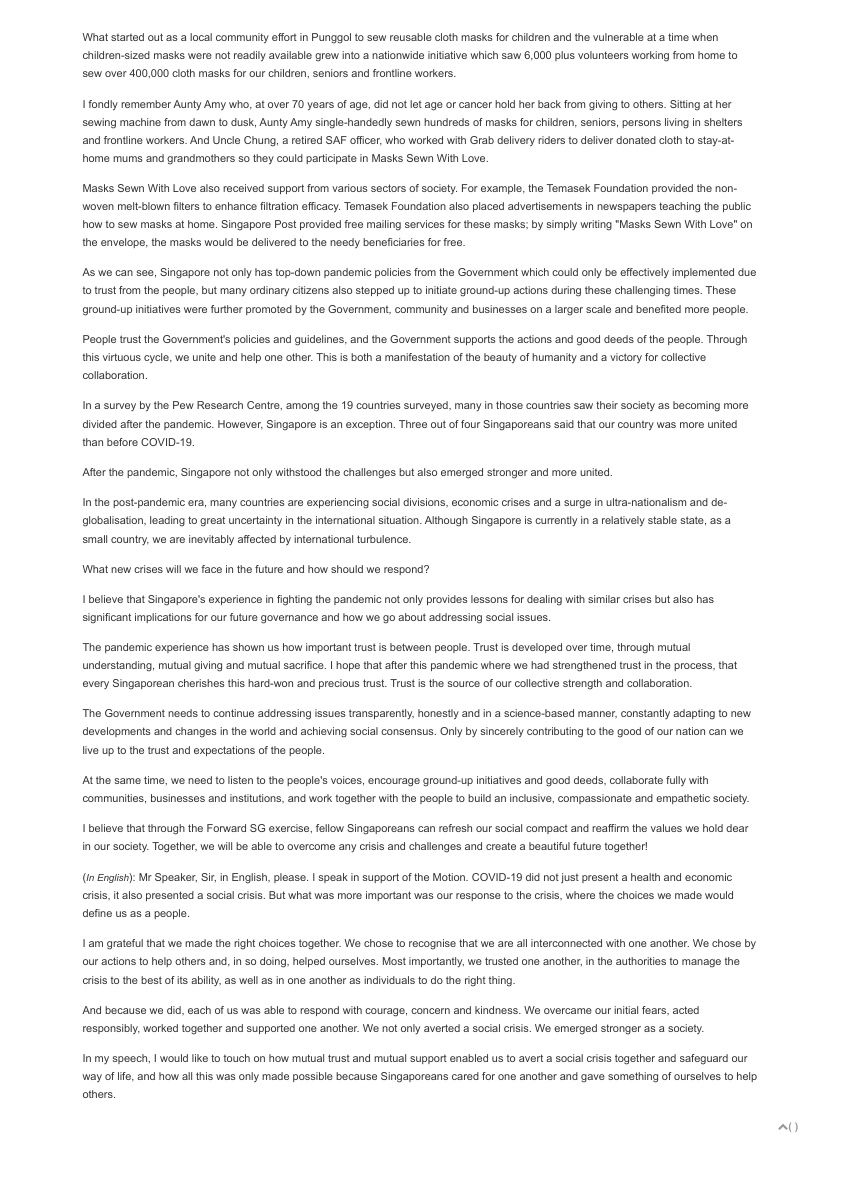 What started out as a local community effort in Punggol to sew reusable cloth masks for children and the vulnerable at a time when
children-sized masks were not readily available grew into a nationwide initiative which saw 6,000 plus volunteers working from home to
sew over 400,000 cloth masks for our children, seniors and frontline workers.
I fondly remember Aunty Amy who, at over 70 years of age, did not let age or cancer hold her back from giving to others. Sitting at her
sewing machine from dawn to dusk, Aunty Amy single-handedly sewn hundreds of masks for children, seniors, persons living in shelters
and frontline workers. And Uncle Chung, a retired SAF officer, who worked with Grab delivery riders to deliver donated cloth to stay-at-
home mums and grandmothers so they could participate in Masks Sewn With Love.
Masks Sewn With Love also received support from various sectors of society. For example, the Temasek Foundation provided the non-
woven melt-blown filters to enhance filtration efficacy. Temasek Foundation also placed advertisements in newspapers teaching the public
how to sew masks at home. Singapore Post provided free mailing services for these masks; by simply writing "Masks Sewn With Love" on
the envelope, the masks would be delivered to the needy beneficiaries for free.
As we can see, Singapore not only has top-down pandemic policies from the Government which could only be effectively implemented due
to trust from the people, but many ordinary citizens also stepped up to initiate ground-up actions during these challenging times. These
ground-up initiatives were further promoted by the Government, community and businesses on a larger scale and benefited more people.
People trust the Government's policies and guidelines, and the Government supports the actions and good deeds of the people. Through
this virtuous cycle, we unite and help one other. This is both a manifestation of the beauty of humanity and a victory for collective
collaboration.
In a survey by the Pew Research Centre, among the 19 countries surveyed, many in those countries saw their society as becoming more
divided after the pandemic. However, Singapore is an exception. Three out of four Singaporeans said that our country was more united
than before COVID-19.
After the pandemic, Singapore not only withstood the challenges but also emerged stronger and more united.
In the post-pandemic era, many countries are experiencing social divisions, economic crises and a surge in ultra-nationalism and de-
globalisation, leading to great uncertainty in the international situation. Although Singapore is currently in a relatively stable state, as a
small country, we are inevitably affected by international turbulence.
What new crises will we face in the future and how should we respond?
I believe that Singapore's experience in fighting the pandemic not only provides lessons for dealing with similar crises but also has
significant implications for our future governance and how we go about addressing social issues.
The pandemic experience has shown us how important trust is between people. Trust is developed over time, through mutual
understanding, mutual giving and mutual sacrifice. I hope that after this pandemic where we had strengthened trust in the process, that
every Singaporean cherishes this hard-won and precious trust. Trust is the source of our collective strength and collaboration.
The Government needs to continue addressing issues transparently, honestly and in a science-based manner, constantly adapting to new
developments and changes in the world and achieving social consensus. Only by sincerely contributing to the good of our nation can we
live up to the trust and expectations of the people.
At the same time, we need to listen to the people's voices, encourage ground-up initiatives and good deeds, collaborate fully with
communities, businesses and institutions, and work together with the people to build an inclusive, compassionate and empathetic society.
I believe that through the Forward SG exercise, fellow Singaporeans can refresh our social compact and reaffirm the values we hold dear
in our society. Together, we will be able to overcome any crisis and challenges and create a beautiful future together!
(In English): Mr Speaker, Sir, in English, please. I speak in support of the Motion. COVID-19 did not just present a health and economic
crisis, it also presented a social crisis. But what was more important was our response to the crisis, where the choices we made would
define us as a people.
I am grateful that we made the right choices together. We chose to recognise that we are all interconnected with one another. We chose by
our actions to help others and, in so doing, helped ourselves. Most importantly, we trusted one another, in the authorities to manage the
crisis to the best of its ability, as well as in one another as individuals to do the right thing.
And because we did, each of us was able to respond with courage, concern and kindness. We overcame our initial fears, acted
responsibly, worked together and supported one another. We not only averted a social crisis. We emerged stronger as a society.
In my speech, I would like to touch on how mutual trust and mutual support enabled us to avert a social crisis together and safeguard our
way of life, and how all this was only made possible because Singaporeans cared for one another and gave something of ourselves to help
others.
( )